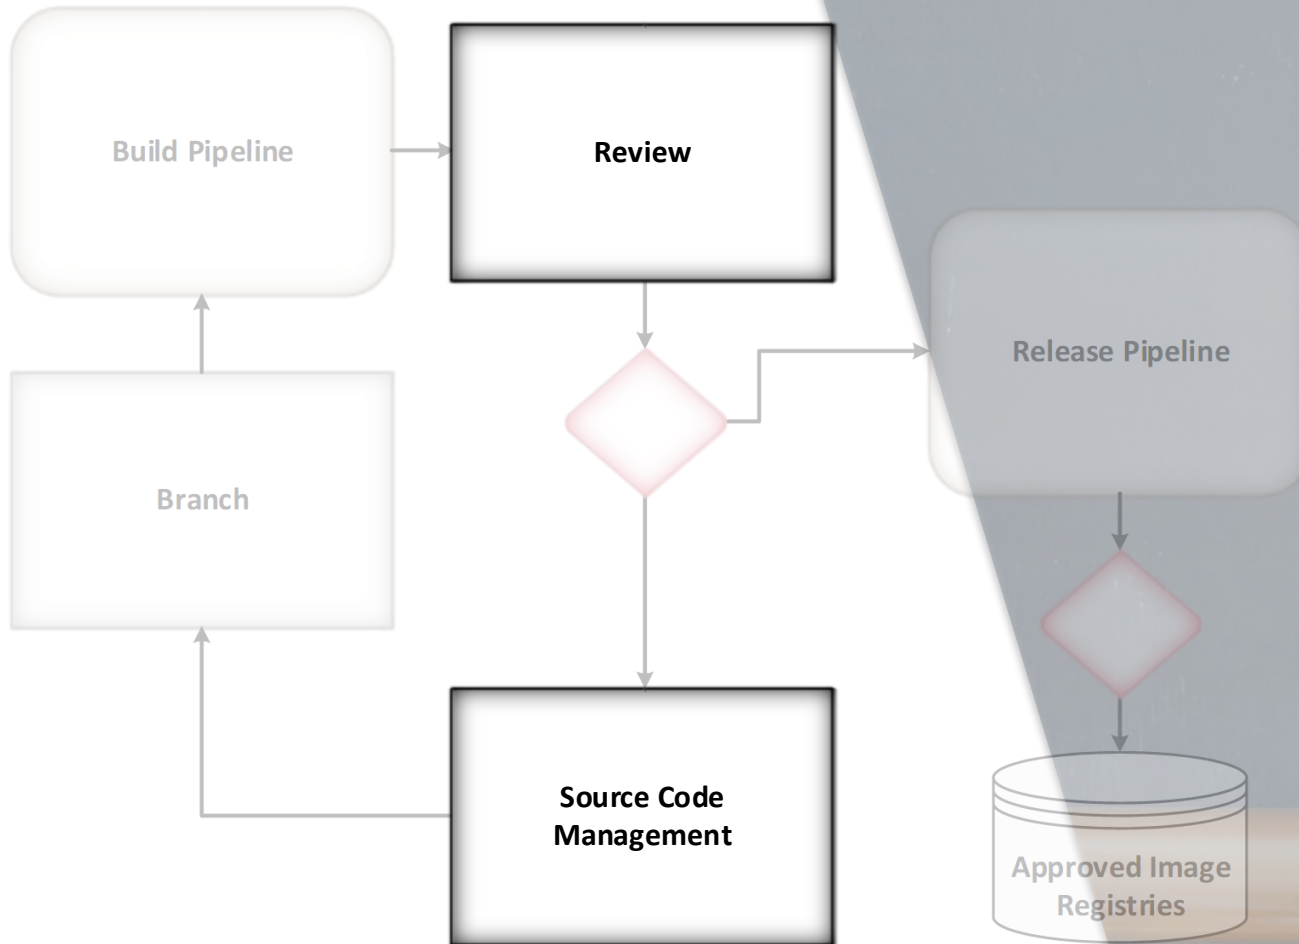 Build Pipeline
Review
Release Pipeline
Branch
Source Code
Management
Approved Image
Registries